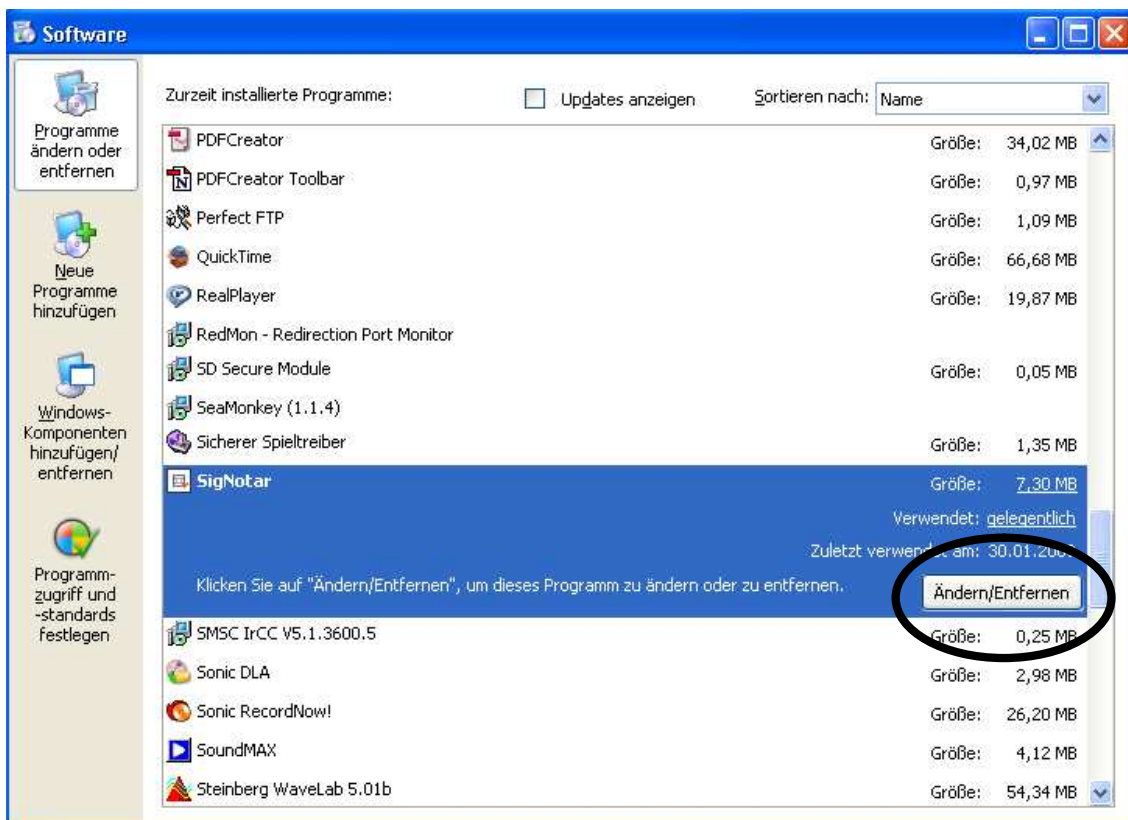 Software
Programme
ändern oder
entfernen
Neue
Programme
hinzufügen
Windows-
Komponenten
hinzufügen/
entfernen
Programm-
zugriff und
-standards
festlegen
Zurzeit installierte Programme: Updates anzeigen Sortieren nach: Name
PDFCreator Größe: 34,02 MB
PDFCreator Toolbar Größe: 0,97 MB
Perfect FTP Größe: 1,09 MB
QuickTime Größe: 66,68 MB
RealPlayer Größe: 19,87 MB
RedMon - Redirection Port Monitor
SD Secure Module Größe: 0,05 MB
SeaMonkey (1.1.4)
Sicherer Spieltreiber Größe: 1,35 MB
SigNotar Größe: 7,30 MB
Verwendet: gelegentlich
Zuletzt verwendet am:
Klicken Sie auf "Ändern/Entfernen", um dieses Programm zu ändern oder zu entfernen. Ändern/Entfernen
SMSC IrCC V5.1.3600.5 Größe: 0,25 MB
Sonic DLA Größe: 2,98 MB
Sonic RecordNow! Größe: 26,20 MB
SoundMAX Größe: 4,12 MB
Steinberg WaveLab 5.01b Größe: 54,34 MB